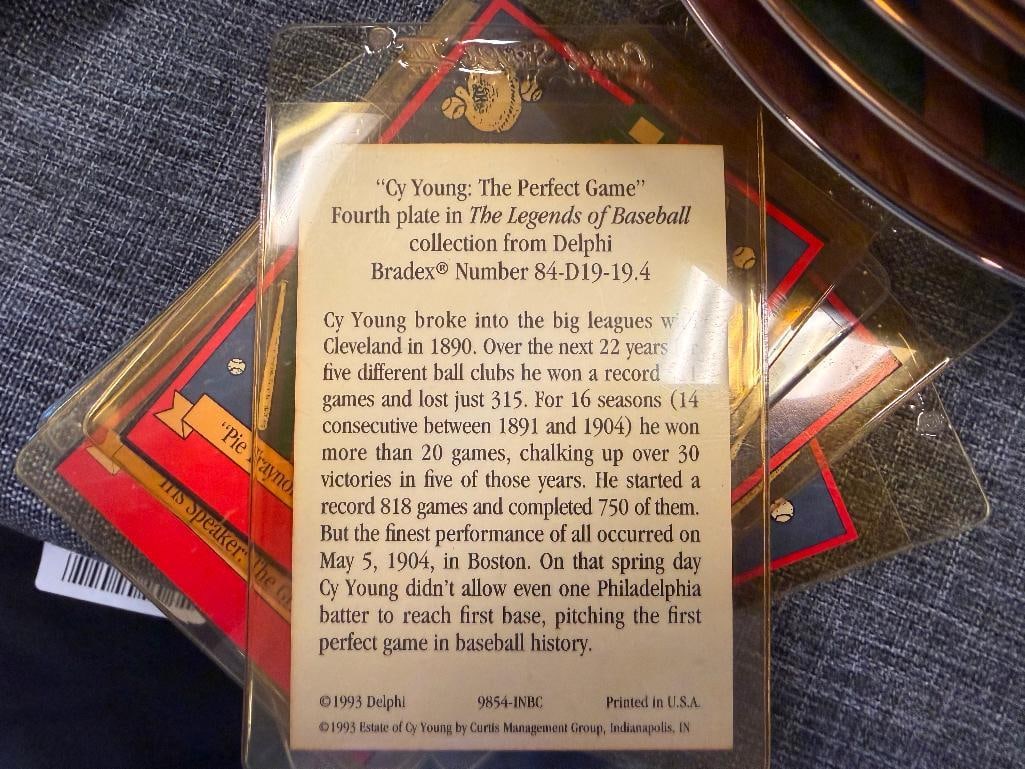 "Cy Young: The Perfect Game"
Fourth plate in The Legends of Baseball
collection from Delphi
Bradex® Number 84-D19-19.4
Cy Young broke into the big leagues
Cleveland in 1890. Over the next 22 years
five different ball clubs he won a record
games and lost just 315. For 16 seasons (14
consecutive between 1891 and 1904) he won
more than 20 games, chalking up over 30
victories in five of those years. He started a
record 818 games and completed 750 of them.
But the finest performance of all occurred on
May 5, 1904, in Boston. On that spring day
Cy Young didn't allow even one Philadelphia
batter to reach first base, pitching the first
perfect game in baseball history.
©1993 Delphi 9854-INBC Printed in U.S.A.
©1993 Estate of Cy Young by Curtis Management Group, Indianapolis, IN
"Pie Trayno
Tris Speaker: The G